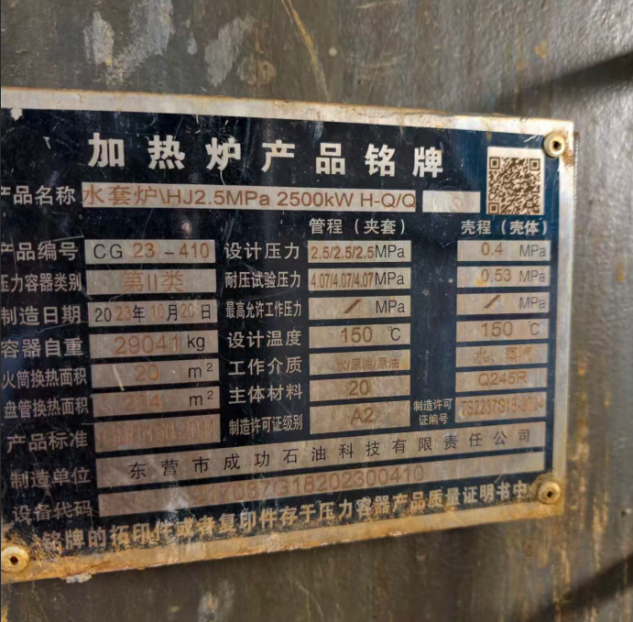 加热炉产品铭牌
产品名称 水套炉\HJ2.5MPa 2500kW H-Q/Q
管程（夹套） 壳程（壳体）
产品编号 CG 23-410 设计压力 2.5/2.5/2.5MPa 0.4 MPa
压力容器类别 第II类 耐压试验压力 4.07/4.07/4.07MPa 0.53 MPa
制造日期 2023年10月26日 最高允许工作压力 / MPa / MPa
容器自重 29041 kg 设计温度 150 ℃ 150 ℃
火筒换热面积 20 m² 工作介质 水/原油/原油 水、蒸汽
盘管换热面积 214 m² 主体材料 20 Q245R
产品标准 制造许可证级别 A2 制造许可证编号
制造单位 东营市成功石油科技有限责任公司
设备代码 G18202300410
铭牌的拓印件或者复印件存于压力容器产品质量证明书中